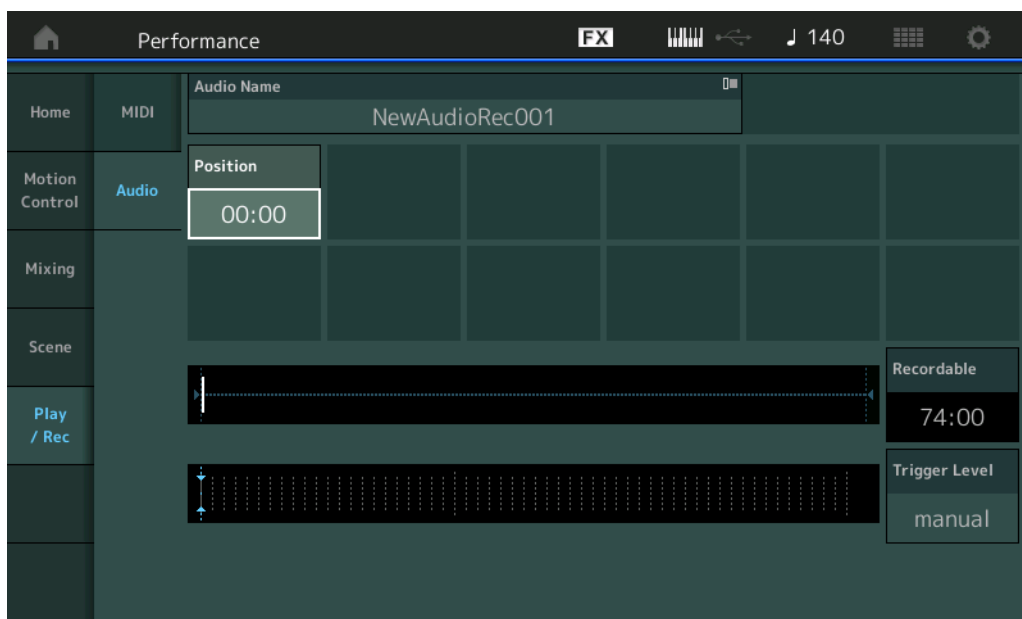 Performance
FX
♩ 140
Home
MIDI
Audio Name
NewAudioRec001
Motion
Control
Audio
Position
00:00
Mixing
Scene
Play
/ Rec
Recordable
74:00
Trigger Level
manual